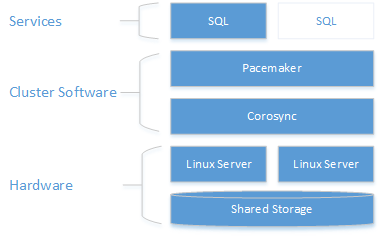 Services
SQL
SQL
Cluster Software
Pacemaker
Corosync
Hardware
Linux Server
Linux Server
Shared Storage